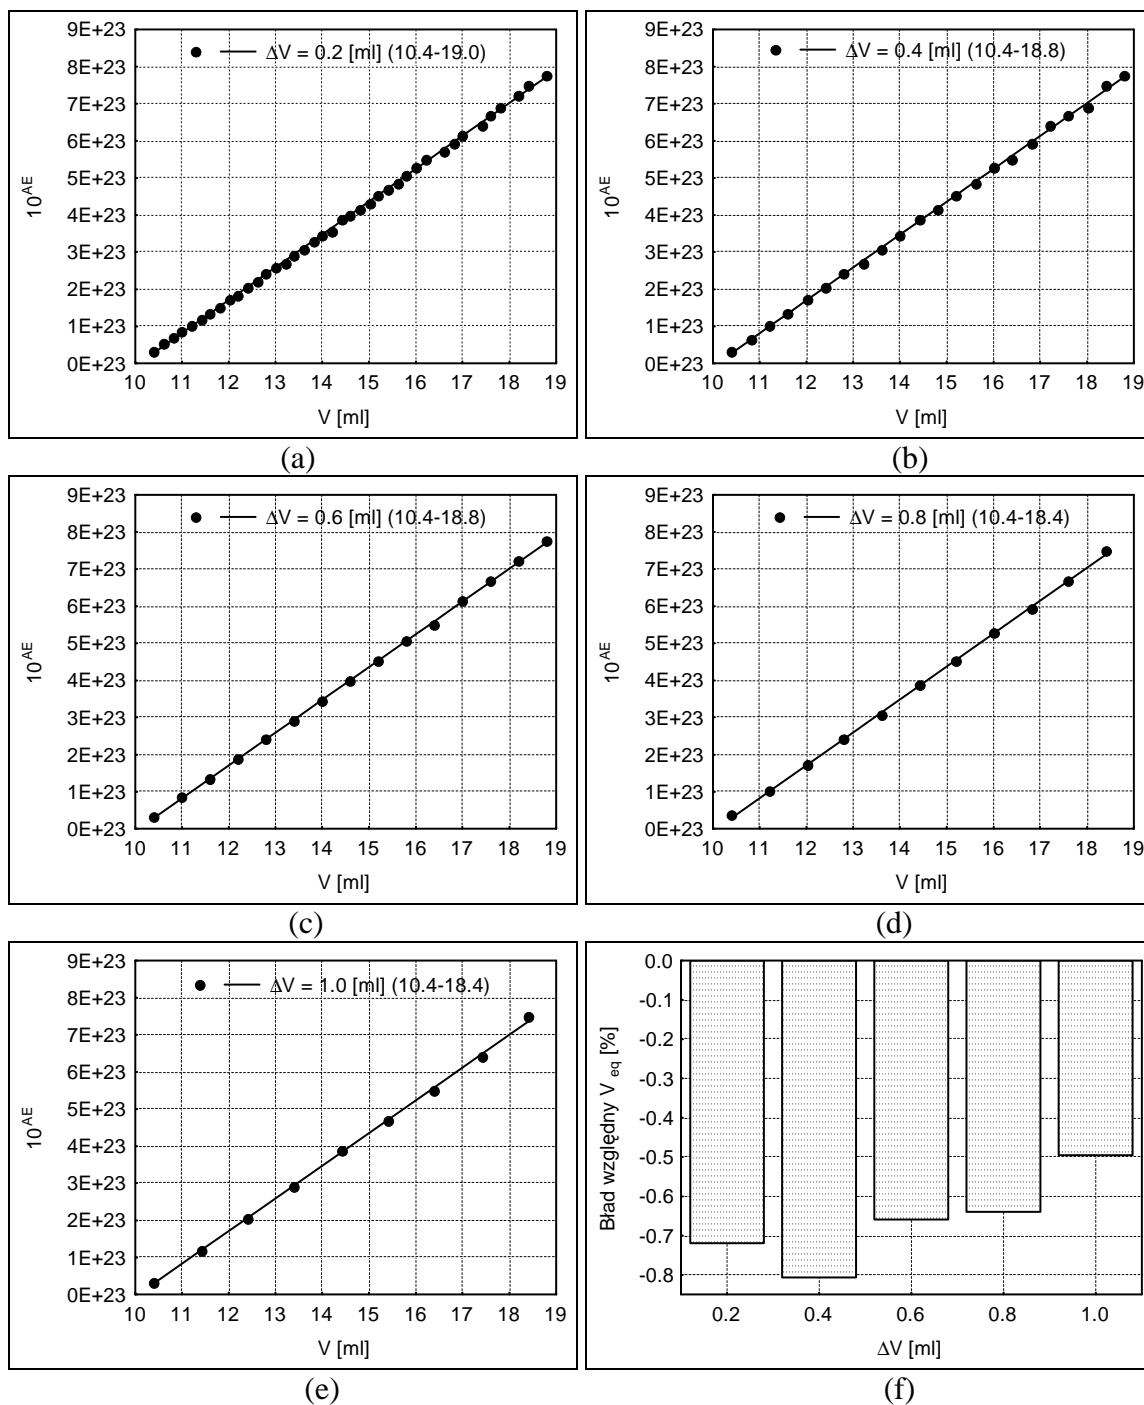 9E+23
8E+23
7E+23
6E+23
5E+23
4E+23
3E+23
2E+23
1E+23
0E+23
10^AE
ΔV = 0.2 [ml] (10.4-19.0)
10 11 12 13 14 15 16 17 18 19
V [ml]
(a)
9E+23
8E+23
7E+23
6E+23
5E+23
4E+23
3E+23
2E+23
1E+23
0E+23
10^AE
ΔV = 0.4 [ml] (10.4-18.8)
10 11 12 13 14 15 16 17 18 19
V [ml]
(b)
9E+23
8E+23
7E+23
6E+23
5E+23
4E+23
3E+23
2E+23
1E+23
0E+23
10^AE
ΔV = 0.6 [ml] (10.4-18.8)
10 11 12 13 14 15 16 17 18 19
V [ml]
(c)
9E+23
8E+23
7E+23
6E+23
5E+23
4E+23
3E+23
2E+23
1E+23
0E+23
10^AE
ΔV = 0.8 [ml] (10.4-18.4)
10 11 12 13 14 15 16 17 18 19
V [ml]
(d)
9E+23
8E+23
7E+23
6E+23
5E+23
4E+23
3E+23
2E+23
1E+23
0E+23
10^AE
ΔV = 1.0 [ml] (10.4-18.4)
10 11 12 13 14 15 16 17 18 19
V [ml]
(e)
0.0
-0.1
-0.2
-0.3
-0.4
-0.5
-0.6
-0.7
-0.8
Bład względny V eq [%]
0.2 0.4 0.6 0.8 1.0
ΔV [ml]
(f)